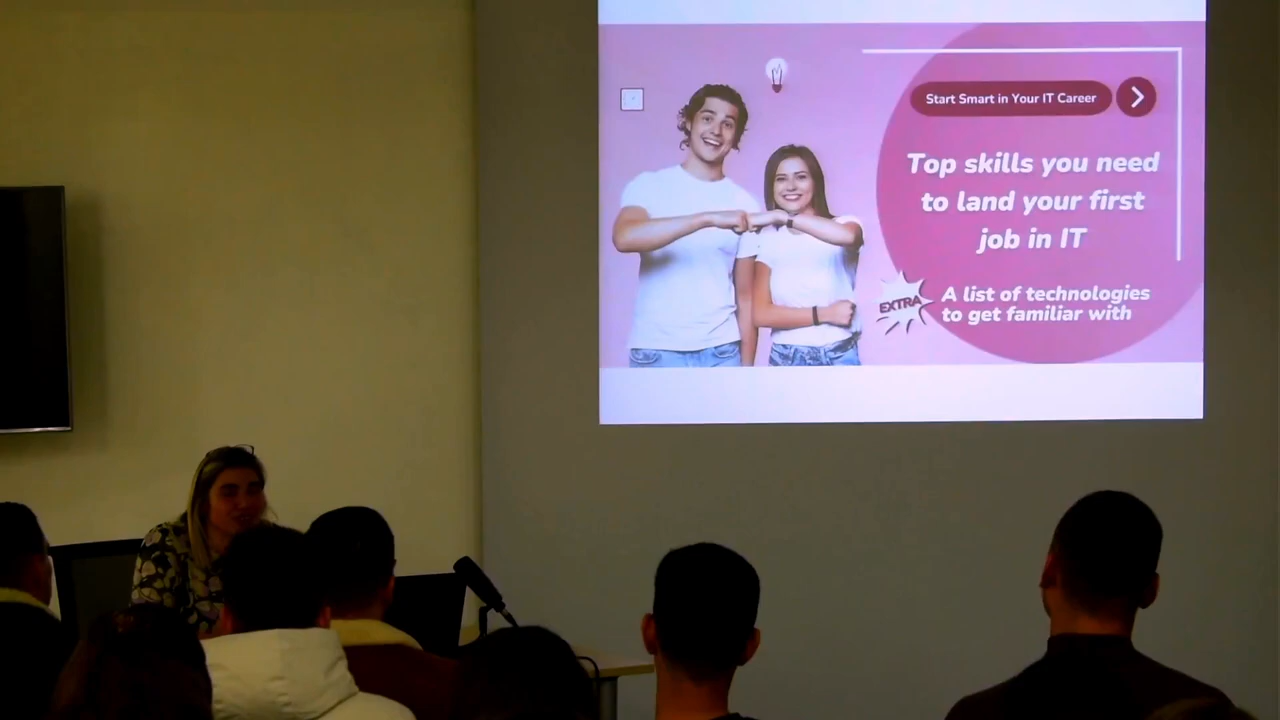 Start Smart in Your IT Career
Top skills you need
to land your first
job in IT
EXTRA
A list of technologies
to get familiar with